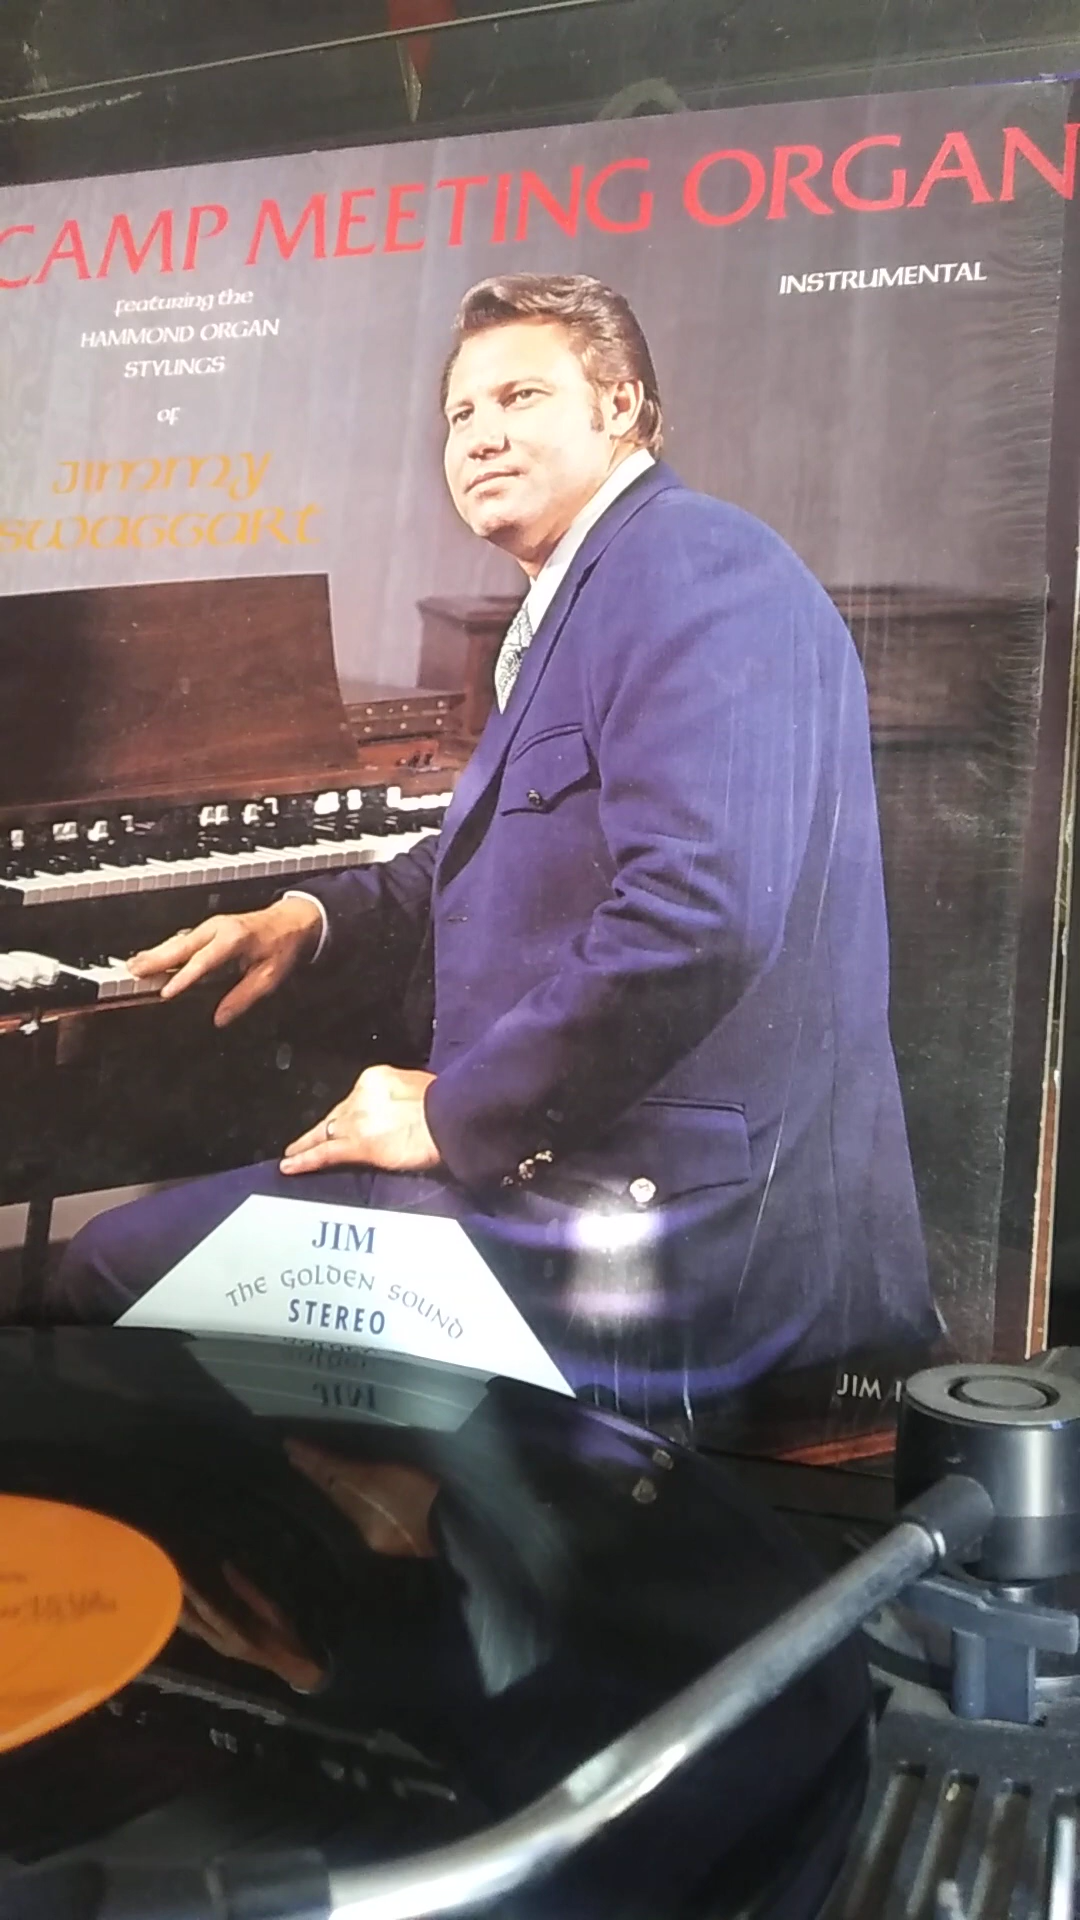 CAMP MEETING ORGAN
INSTRUMENTAL
featuring the
HAMMOND ORGAN
STYLINGS
of
JIMMY
SWAGGART
JIM
THE GOLDEN SOUND
STEREO
JIM